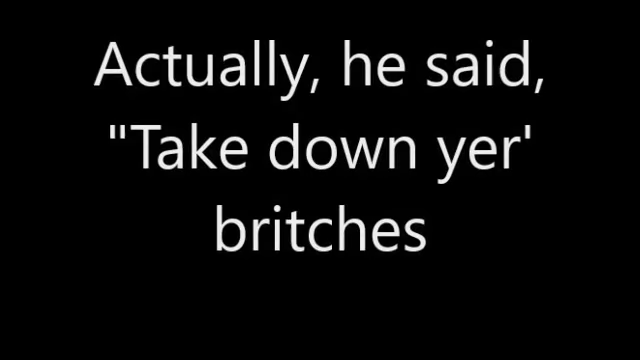 Actually, he said,
"Take down yer'
britches